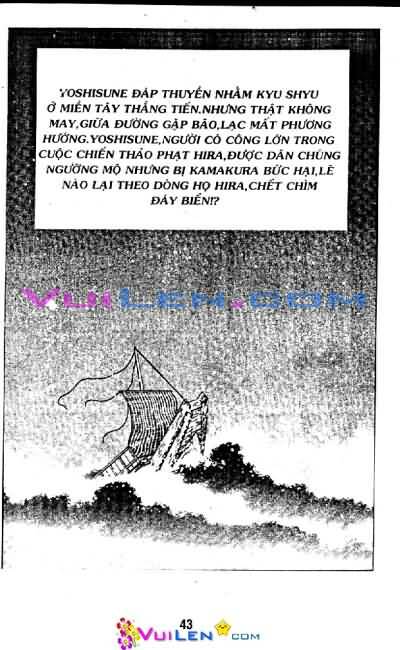 YOSHISUNE ĐÁP THUYỀN NHẰM KYU SHYU
Ở MIỀN TÂY THẲNG TIẾN.NHƯNG THẬT KHÔNG
MAY,GIỮA ĐƯỜNG GẶP BÃO,LẠC MẤT PHƯƠNG
HƯỚNG.YOSHISUNE,NGƯỜI CÓ CÔNG LỚN TRONG
CUỘC CHIẾN THẢO PHẠT HIRA,ĐƯỢC DÂN CHÚNG
NGƯỠNG MỘ NHƯNG BỊ KAMAKURA BỨC HẠI,LẼ
NÀO LẠI THEO DÒNG HỌ HIRA,CHẾT CHÌM
ĐÁY BIỂN!?
VUILEN.COM
43
VUILEN COM